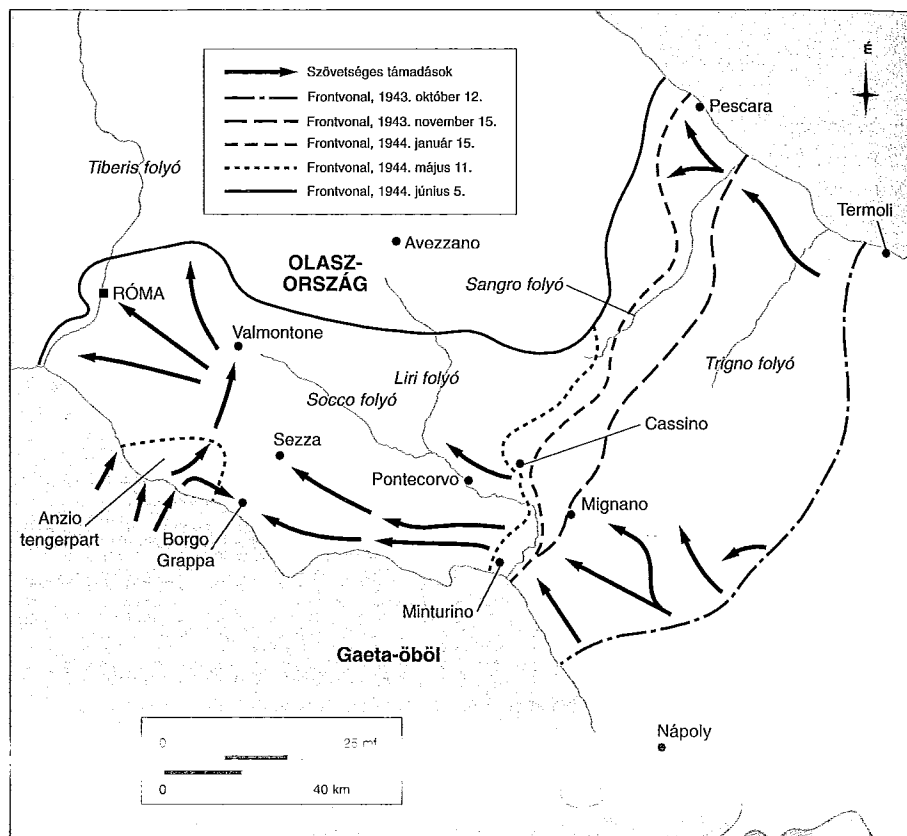 Szövetséges támadások
Frontvonal, 1943. október 12.
Frontvonal, 1943. november 15.
Frontvonal, 1944. január 15.
Frontvonal, 1944. május 11.
Frontvonal, 1944. június 5.
É
Pescara
Tiberis folyó
Termoli
Avezzano
OLASZ-
ORSZÁG
Sangro folyó
RÓMA
Valmontone
Trigno folyó
Liri folyó
Socco folyó
Cassino
Sezza
Pontecorvo
Mignano
Anzio
tengerpart
Borgo
Grappa
Minturino
Gaeta-öböl
Nápoly
0 25 mf
0 40 km